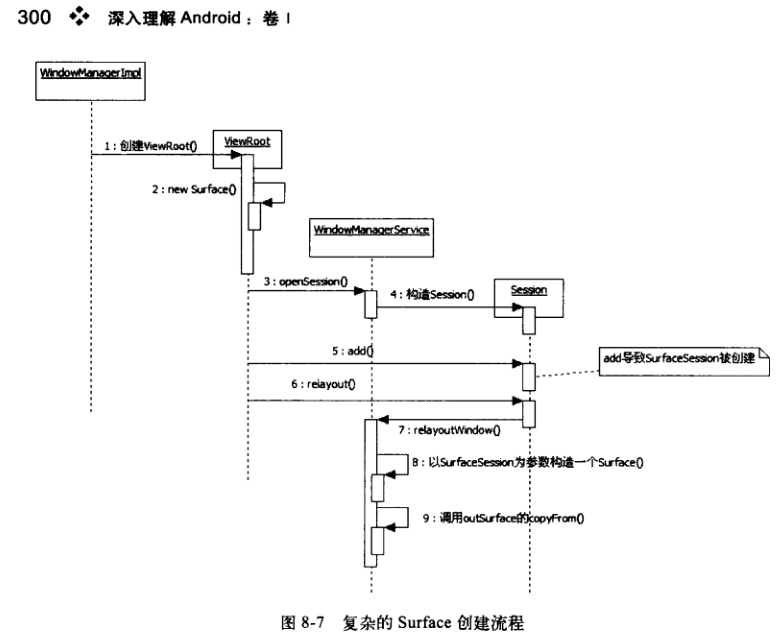 300 深入理解 Android：卷 I
WindowManagerImpl
1：创建ViewRoot()
ViewRoot
2：new Surface()
WindowManagerService
3：openSession()
4：构造Session()
Session
5：add()
add导致SurfaceSession被创建
6：relayout()
7：relayoutWindow()
8：以SurfaceSession为参数构造一个Surface()
9：调用outSurface的copyFrom()
图 8-7 复杂的 Surface 创建流程